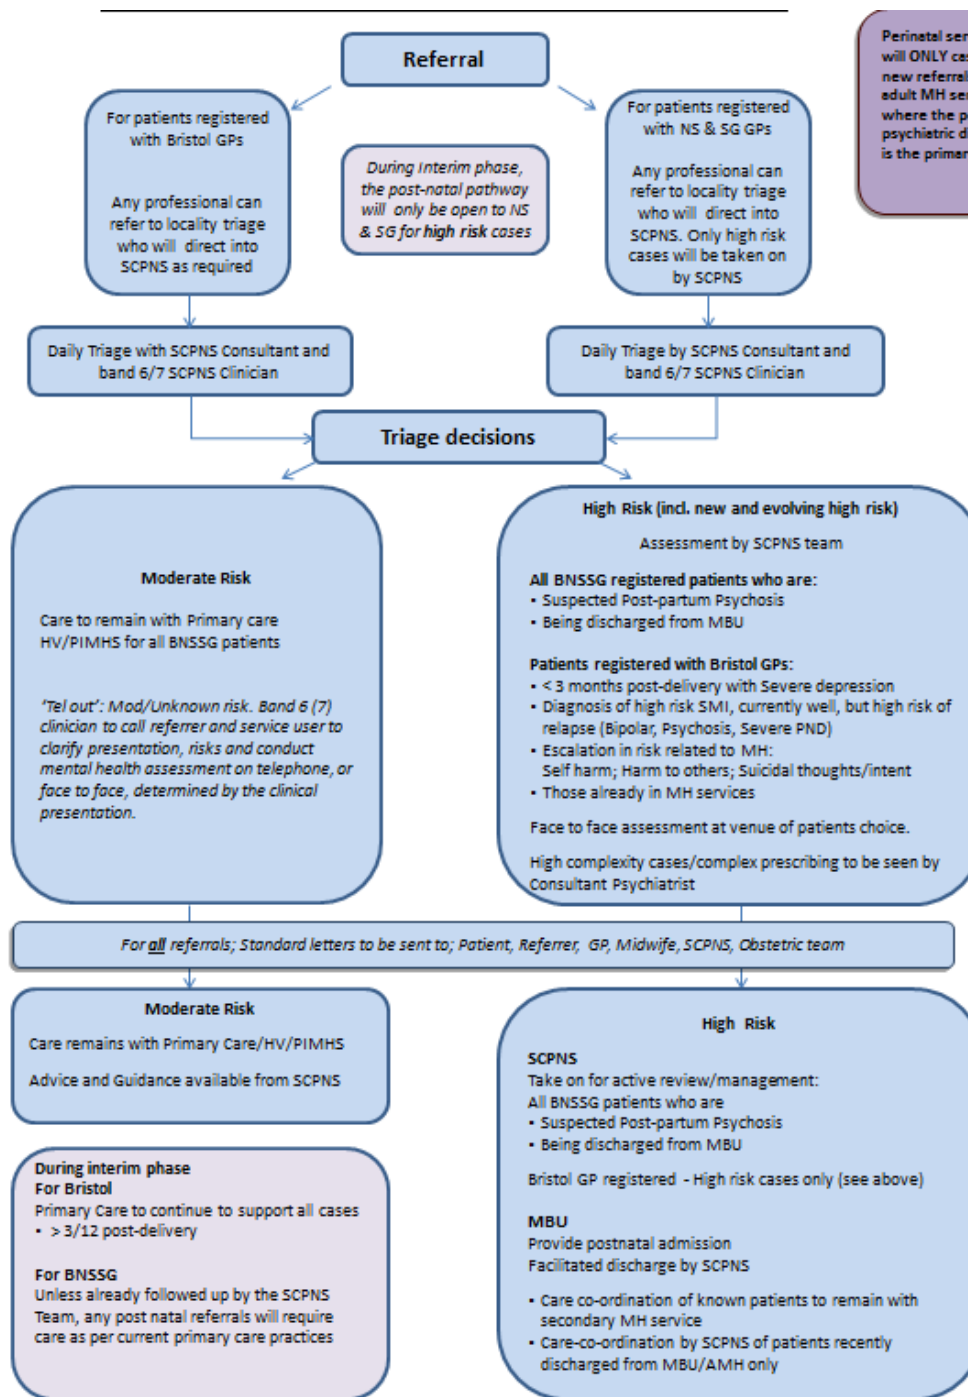 Referral
Perinatal
will ONLY
new
adult MH
where the
psychiatric
is the
For patients registered
with Bristol GPs
Any professional can
refer to locality triage
who will direct into
SCPNS as required
During Interim phase,
the post-natal pathway
will only be open to NS
& SG for high risk cases
For patients registered
with NS & SG GPs
Any professional can
refer to locality triage
who will direct into
SCPNS. Only high risk
cases will be taken on
by SCPNS
Daily Triage with SCPNS Consultant and
band 6/7 SCPNS Clinician
Daily Triage by SCPNS Consultant and
band 6/7 SCPNS Clinician
Triage decisions
Moderate Risk
Care to remain with Primary care
HV/PIMHS for all BNSSG patients
'Tel out': Mod/Unknown risk. Band 6 (7)
clinician to call referrer and service user to
clarify presentation, risks and conduct
mental health assessment on telephone, or
face to face, determined by the clinical
presentation.
High Risk (incl. new and evolving high risk)
Assessment by SCPNS team
All BNSSG registered patients who are:
▪ Suspected Post-partum Psychosis
▪ Being discharged from MBU
Patients registered with Bristol GPs:
▪ < 3 months post-delivery with Severe depression
▪ Diagnosis of high risk SMI, currently well, but high risk of
relapse (Bipolar, Psychosis, Severe PND)
▪ Escalation in risk related to MH:
Self harm; Harm to others; Suicidal thoughts/intent
▪ Those already in MH services
Face to face assessment at venue of patients choice.
High complexity cases/complex prescribing to be seen by
Consultant Psychiatrist
For all referrals; Standard letters to be sent to; Patient, Referrer, GP, Midwife, SCPNS, Obstetric team
Moderate Risk
Care remains with Primary Care/HV/PIMHS
Advice and Guidance available from SCPNS
During interim phase
For Bristol
Primary Care to continue to support all cases
▪ > 3/12 post-delivery
For BNSSG
Unless already followed up by the SCPNS
Team, any post natal referrals will require
care as per current primary care practices
High Risk
SCPNS
Take on for active review/management:
All BNSSG patients who are
▪ Suspected Post-partum Psychosis
▪ Being discharged from MBU
Bristol GP registered - High risk cases only (see above)
MBU
Provide postnatal admission
Facilitated discharge by SCPNS
▪ Care co-ordination of known patients to remain with
secondary MH service
▪ Care-co-ordination by SCPNS of patients recently
discharged from MBU/AMH only